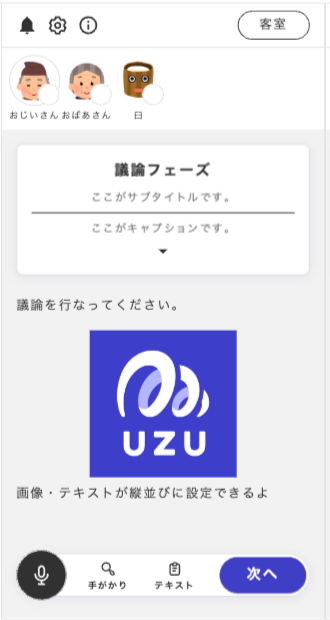 客室
おじいさん
おばあさん
臼
議論フェーズ
ここがサブタイトルです。
ここがキャプションです。
議論を行なってください。
UZU
画像・テキストが縦並びに設定できるよ
手がかり
テキスト
次へ